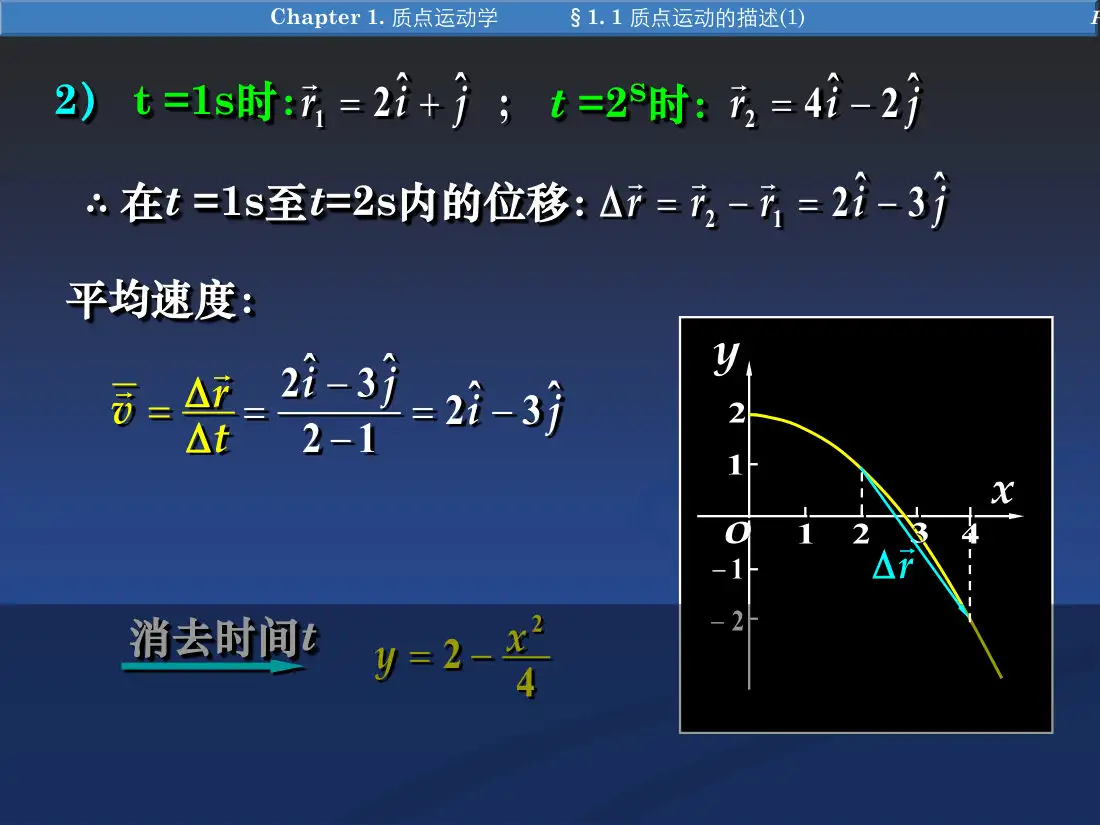 Chapter 1. 质点运动学 §1. 1 质点运动的描述(1)
2) t =1s时: r⃗₁ = 2î + ĵ ; t =2ˢ时: r⃗₂ = 4î − 2ĵ
∴ 在t =1s至t=2s内的位移: Δr⃗ = r⃗₂ − r⃗₁ = 2î − 3ĵ
平均速度:
v̅⃗ = Δr⃗/Δt = (2î − 3ĵ)/(2 − 1) = 2î − 3ĵ
y
2
1
x
O 1 2 3 4
−1
Δr⃗
−2
消去时间t y = 2 − x²/4